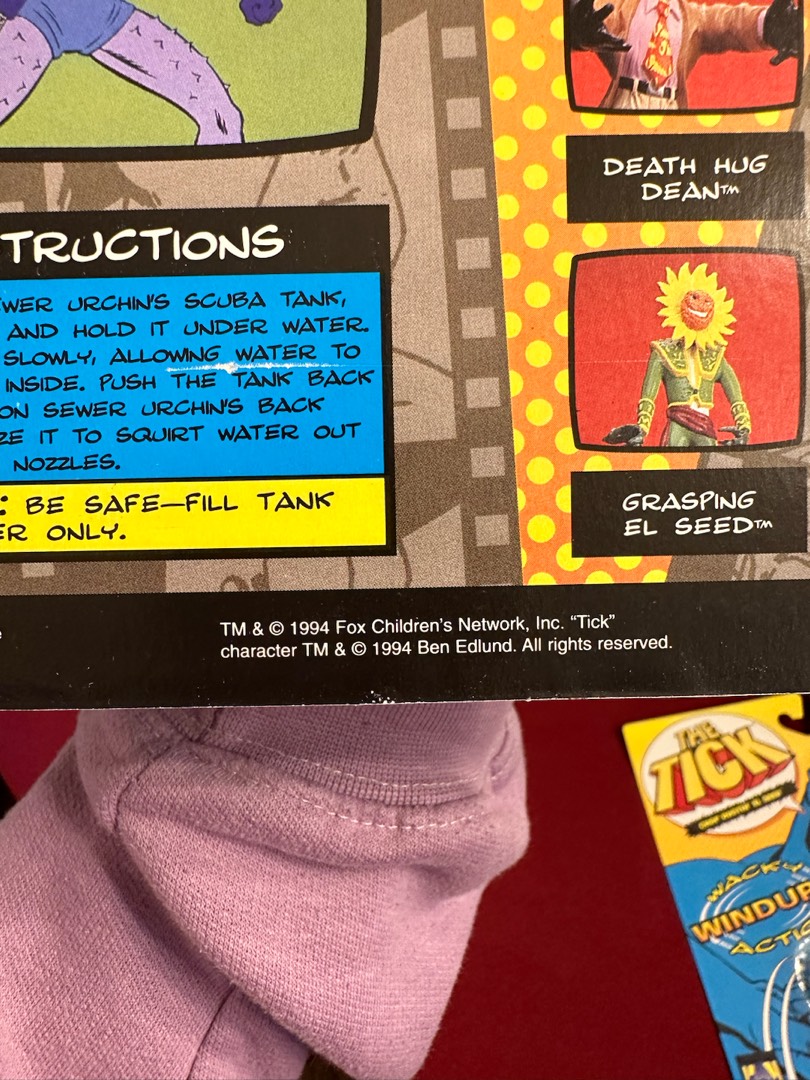 DEATH HUG
DEAN™
TRUCTIONS
EWER URCHIN'S SCUBA TANK,
AND HOLD IT UNDER WATER.
SLOWLY, ALLOWING WATER TO
INSIDE. PUSH THE TANK BACK
ON SEWER URCHIN'S BACK
ZE IT TO SQUIRT WATER OUT
NOZZLES.
: BE SAFE—FILL TANK
ER ONLY.
GRASPING
EL SEED™
TM & © 1994 Fox Children's Network, Inc. "Tick"
character TM & © 1994 Ben Edlund. All rights reserved.
THE
TICK
WACKY
WINDUP
ACTIO